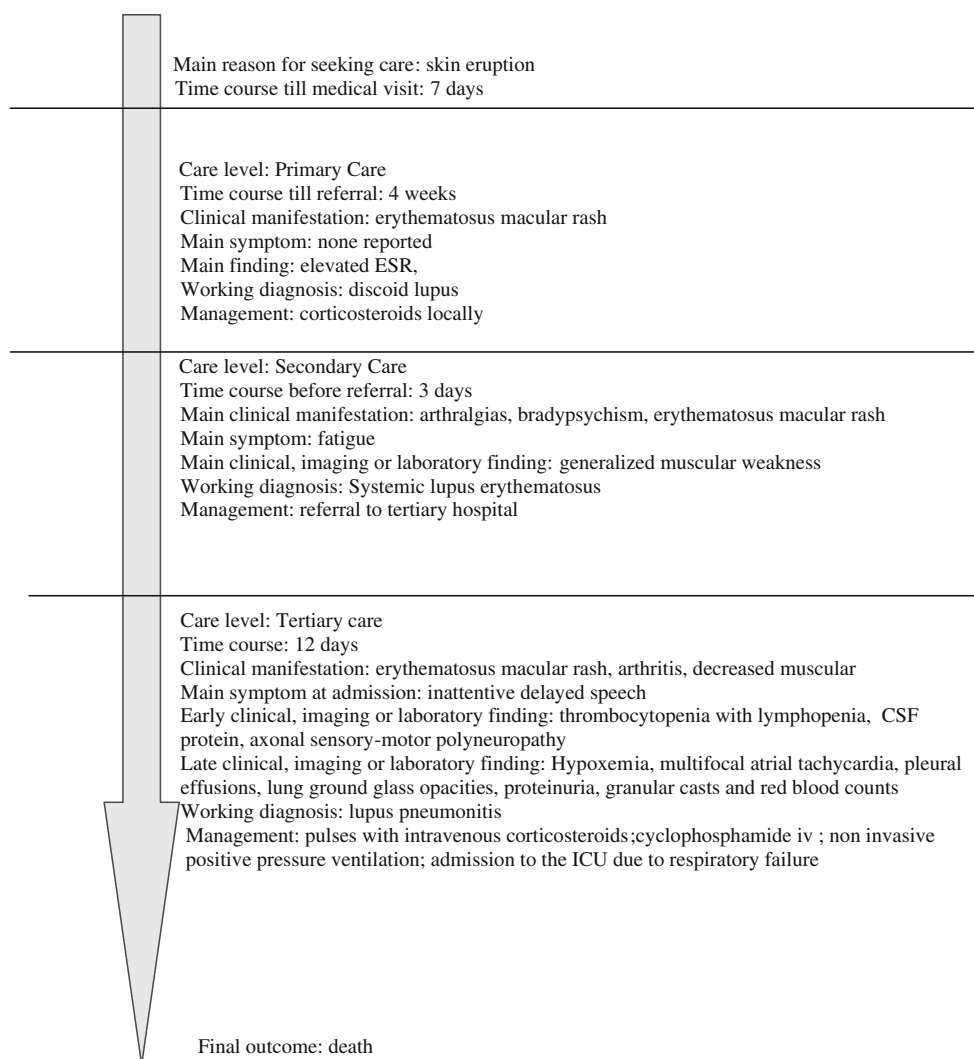 Main reason for seeking care: skin eruption
Time course till medical visit: 7 days
Care level: Primary Care
Time course till referral: 4 weeks
Clinical manifestation: erythematosus macular rash
Main symptom: none reported
Main finding: elevated ESR,
Working diagnosis: discoid lupus
Management: corticosteroids locally
Care level: Secondary Care
Time course before referral: 3 days
Main clinical manifestation: arthralgias, bradypsychism, erythematosus macular rash
Main symptom: fatigue
Main clinical, imaging or laboratory finding: generalized muscular weakness
Working diagnosis: Systemic lupus erythematosus
Management: referral to tertiary hospital
Care level: Tertiary care
Time course: 12 days
Clinical manifestation: erythematosus macular rash, arthritis, decreased muscular
Main symptom at admission: inattentive delayed speech
Early clinical, imaging or laboratory finding: thrombocytopenia with lymphopenia, CSF
protein, axonal sensory-motor polyneuropathy
Late clinical, imaging or laboratory finding: Hypoxemia, multifocal atrial tachycardia, pleural
effusions, lung ground glass opacities, proteinuria, granular casts and red blood counts
Working diagnosis: lupus pneumonitis
Management: pulses with intravenous corticosteroids;cyclophosphamide iv ; non invasive
positive pressure ventilation; admission to the ICU due to respiratory failure
Final outcome: death